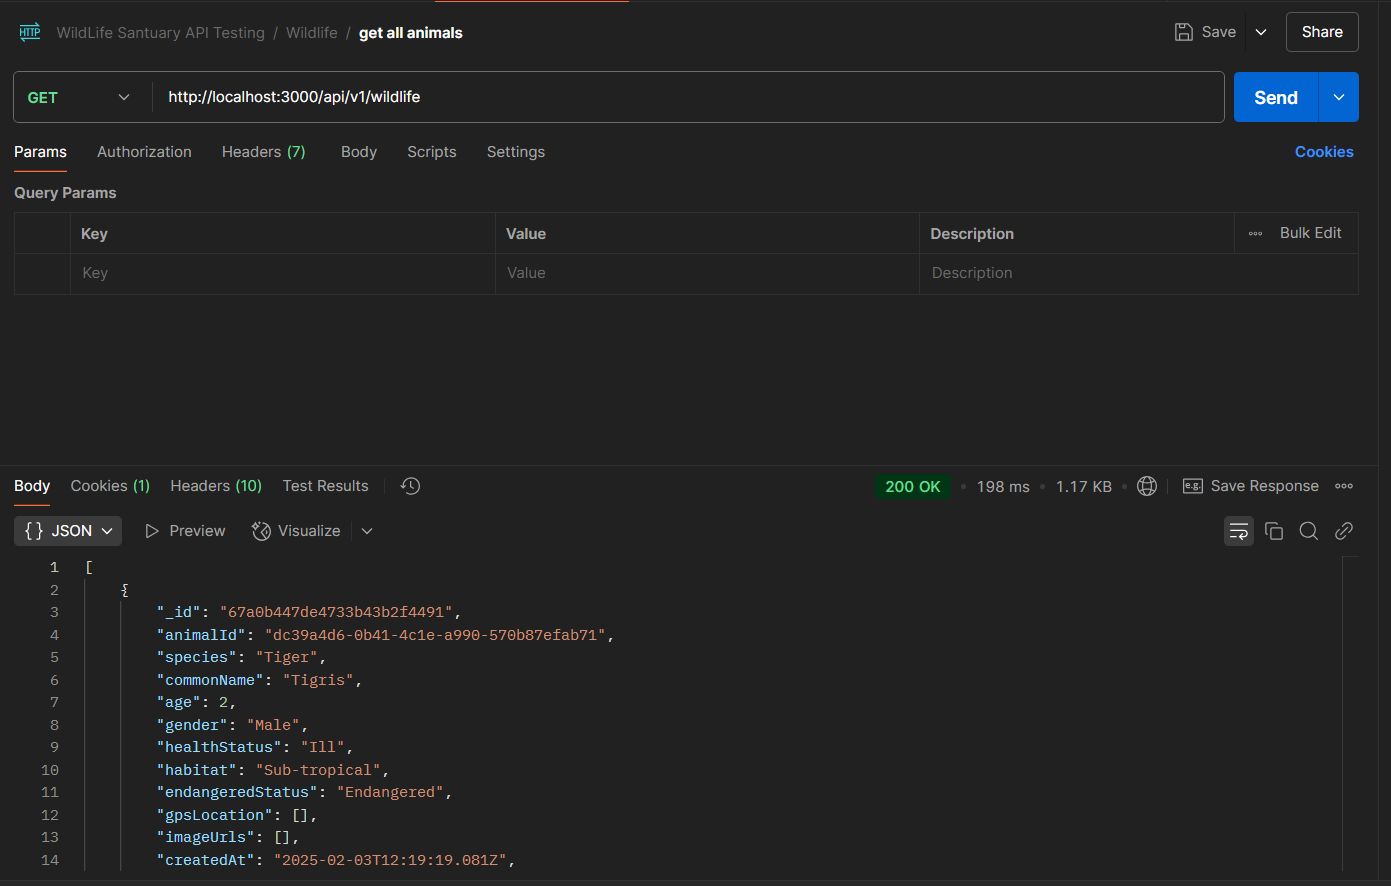 HTTP WildLife Santuary API Testing / Wildlife / get all animals Save Share
GET http://localhost:3000/api/v1/wildlife Send
Params Authorization Headers (7) Body Scripts Settings Cookies
Query Params
Key Value Description Bulk Edit
Key Value Description
Body Cookies (1) Headers (10) Test Results 200 OK 198 ms 1.17 KB e.g. Save Response
{} JSON Preview Visualize
1 [
2 {
3 "_id": "67a0b447de4733b43b2f4491",
4 "animalId": "dc39a4d6-0b41-4c1e-a990-570b87efab71",
5 "species": "Tiger",
6 "commonName": "Tigris",
7 "age": 2,
8 "gender": "Male",
9 "healthStatus": "Ill",
10 "habitat": "Sub-tropical",
11 "endangeredStatus": "Endangered",
12 "gpsLocation": [],
13 "imageUrls": [],
14 "createdAt": "2025-02-03T12:19:19.081Z",